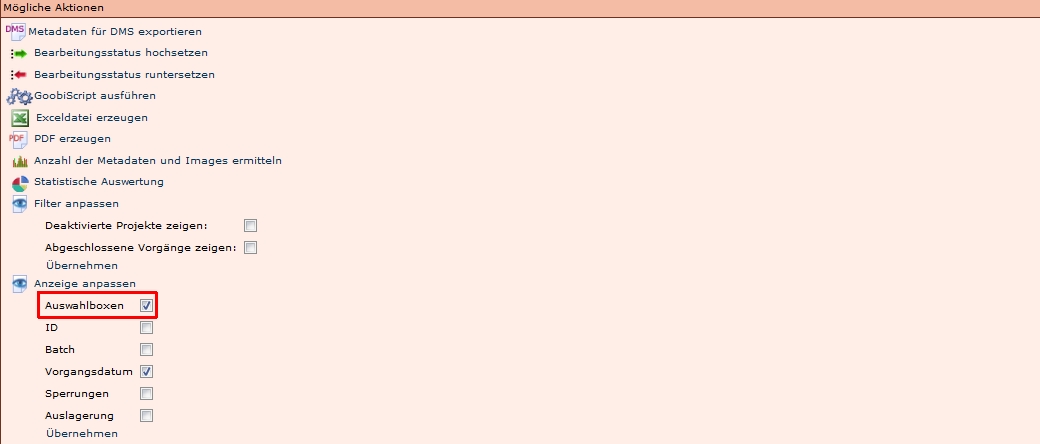 Mögliche Aktionen
DMS Metadaten für DMS exportieren
Bearbeitungsstatus hochsetzen
Bearbeitungsstatus runtersetzen
GoobiScript ausführen
Exceldatei erzeugen
PDF PDF erzeugen
Anzahl der Metadaten und Images ermitteln
Statistische Auswertung
Filter anpassen
Deaktivierte Projekte zeigen:
Abgeschlossene Vorgänge zeigen:
Übernehmen
Anzeige anpassen
Auswahlboxen
ID
Batch
Vorgangsdatum
Sperrungen
Auslagerung
Übernehmen